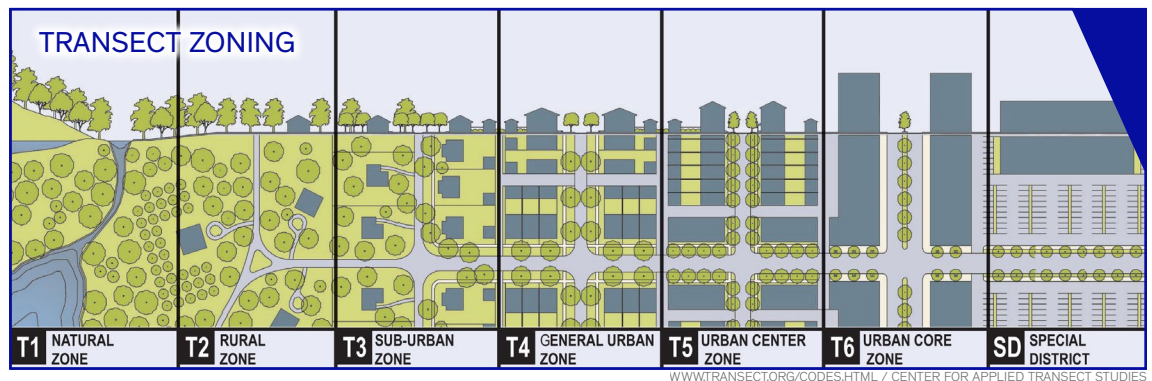 TRANSECT ZONING
T1 NATURAL
ZONE
T2 RURAL
ZONE
T3 SUB-URBAN
ZONE
T4 GENERAL URBAN
ZONE
T5 URBAN CENTER
ZONE
T6 URBAN CORE
ZONE
SD SPECIAL
DISTRICT
WWW.TRANSECT.ORG/CODES.HTML / CENTER FOR APPLIED TRANSECT STUDIES